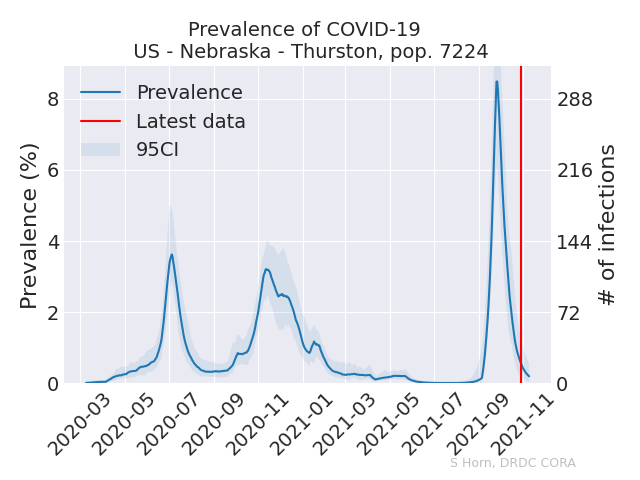 Prevalence of COVID-19
US - Nebraska - Thurston, pop. 7224
Prevalence
Latest data
95CI
Prevalence (%)
8
6
4
2
0
# of infections
288
216
144
72
0
2020-03
2020-05
2020-07
2020-09
2020-11
2021-01
2021-03
2021-05
2021-07
2021-09
2021-11
S Horn, DRDC CORA